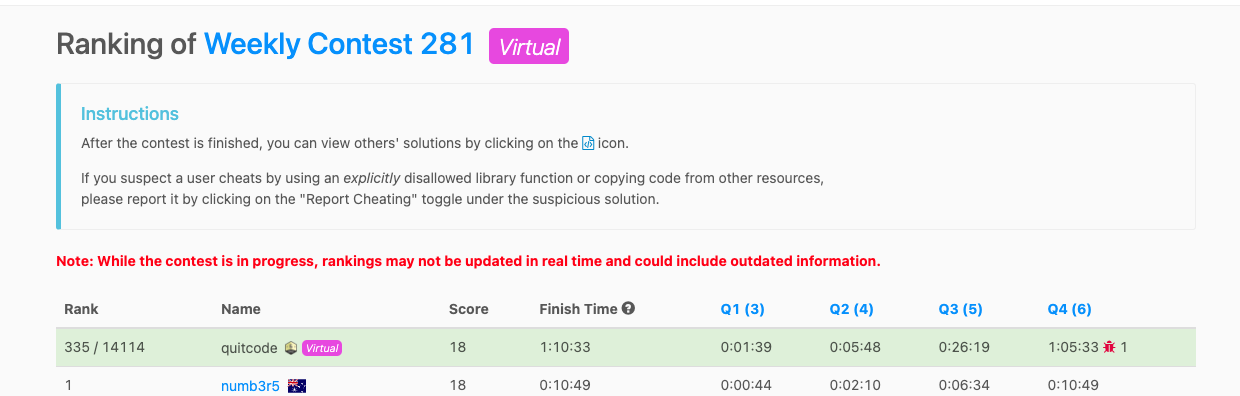 Ranking of Weekly Contest 281 Virtual
Instructions
After the contest is finished, you can view others' solutions by clicking on the icon.
If you suspect a user cheats by using an explicitly disallowed library function or copying code from other resources,
please report it by clicking on the "Report Cheating" toggle under the suspicious solution.
Note: While the contest is in progress, rankings may not be updated in real time and could include outdated information.
Rank Name Score Finish Time ? Q1 (3) Q2 (4) Q3 (5) Q4 (6)
335 / 14114 quitcode Virtual 18 1:10:33 0:01:39 0:05:48 0:26:19 1:05:33 1
1 numb3r5 18 0:10:49 0:00:44 0:02:10 0:06:34 0:10:49